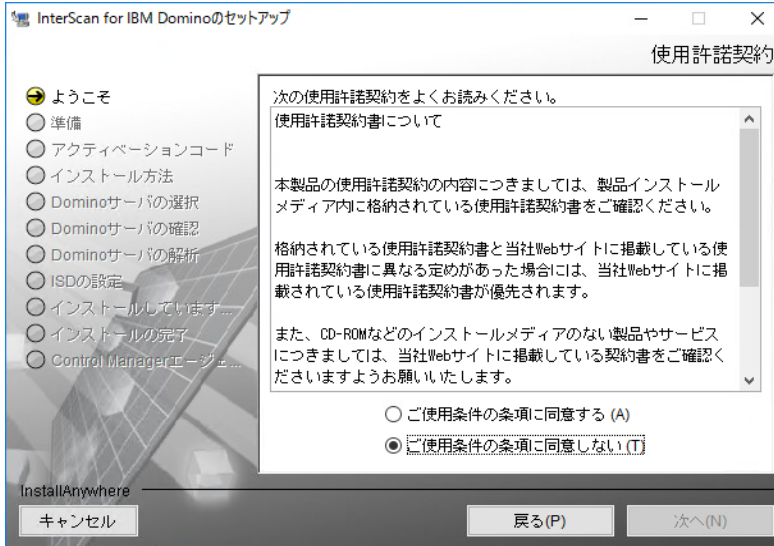 InterScan for IBM Dominoのセットアップ
使用許諾契約
ようこそ
準備
アクティベーションコード
インストール方法
Dominoサーバの選択
Dominoサーバの確認
Dominoサーバの解析
ISDの設定
インストールしています...
インストールの完了
Control Managerエージェ...
次の使用許諾契約をよくお読みください。
使用許諾契約書について
本製品の使用許諾契約の内容につきましては、製品インストール
メディア内に格納されている使用許諾契約書をご確認ください。
格納されている使用許諾契約書と当社Webサイトに掲載している使
用許諾契約書に異なる定めがあった場合には、当社Webサイトに掲
載されている使用許諾契約書が優先されます。
また、CD-ROMなどのインストールメディアのない製品やサービス
につきましては、当社Webサイトに掲載している契約書をご確認く
ださいますようお願いいたします。
ご使用条件の条項に同意する (A)
ご使用条件の条項に同意しない (T)
InstallAnywhere
キャンセル
戻る(P)
次へ(N)